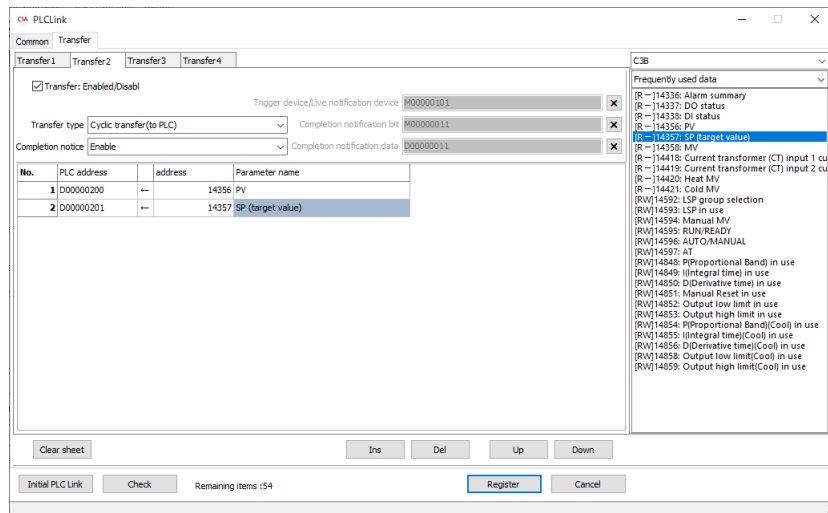 C1A PLCLink
Common Transfer
Transfer1 Transfer2 Transfer3 Transfer4
Transfer: Enabled/Disabl
Trigger device/Live notification device M00000101
Transfer type Cyclic transfer(to PLC) Completion notification bit M00000011
Completion notice Enable Completion notification data D00000011
No. PLC address address Parameter name
1 D00000200 ← 14356 PV
2 D00000201 ← 14357 SP (target value)
Clear sheet Ins Del Up Down
Initial PLC Link Check Remaining items :54 Register Cancel
C3B
Frequently used data
[R－]14336: Alarm summary
[R－]14337: DO status
[R－]14338: DI status
[R－]14356: PV
[R－]14357: SP (target value)
[R－]14358: MV
[R－]14418: Current transformer (CT) input 1 cu
[R－]14419: Current transformer (CT) input 2 cu
[R－]14420: Heat MV
[R－]14421: Cold MV
[RW]14592: LSP group selection
[RW]14593: LSP in use
[RW]14594: Manual MV
[RW]14595: RUN/READY
[RW]14596: AUTO/MANUAL
[RW]14597: AT
[RW]14848: P(Proportional Band) in use
[RW]14849: I(Integral time) in use
[RW]14850: D(Derivative time) in use
[RW]14851: Manual Reset in use
[RW]14852: Output low limit in use
[RW]14853: Output high limit in use
[RW]14854: P(Proportional Band)(Cool) in use
[RW]14855: I(Integral time)(Cool) in use
[RW]14856: D(Derivative time)(Cool) in use
[RW]14858: Output low limit(Cool) in use
[RW]14859: Output high limit(Cool) in use